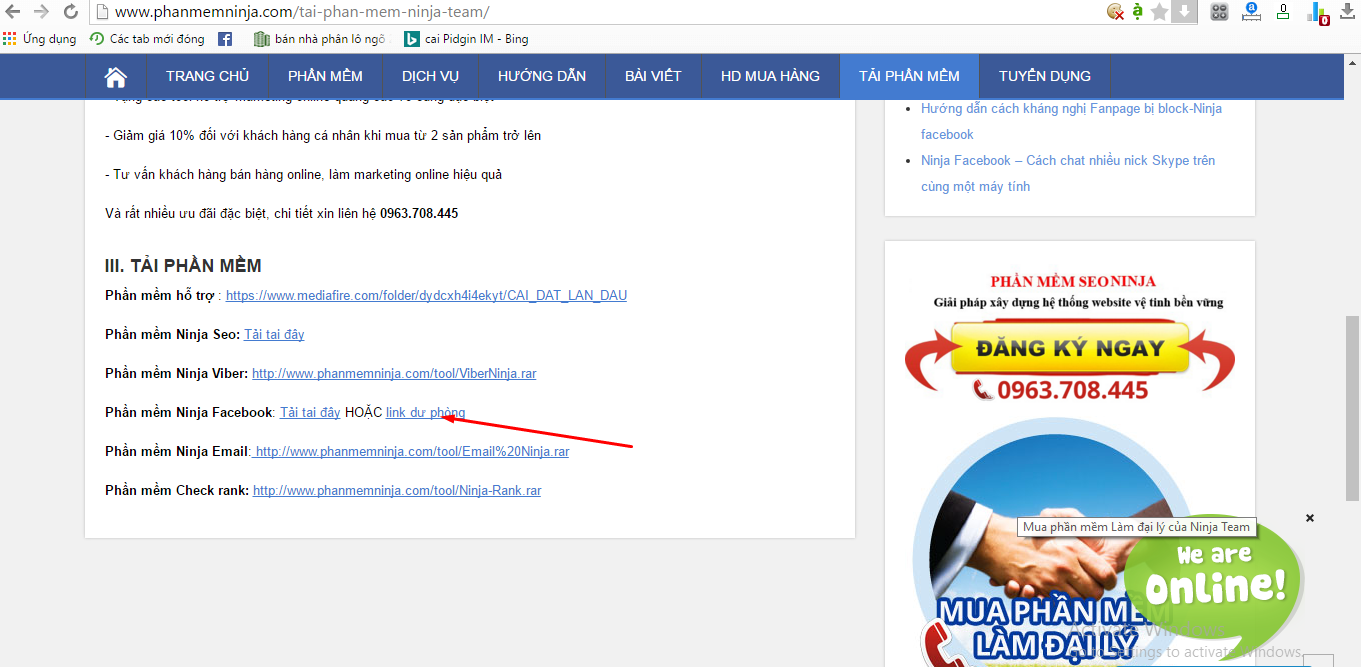 www.phanmemninja.com/tai-phan-mem-ninja-team/
Ứng dụng Các tab mới đóng bán nhà phân lô ngõ cai Pidgin IM - Bing
TRANG CHỦ PHẦN MỀM DỊCH VỤ HƯỚNG DẪN BÀI VIẾT HD MUA HÀNG TẢI PHẦN MỀM TUYỂN DỤNG
- Giảm giá 10% đối với khách hàng cá nhân khi mua từ 2 sản phẩm trở lên
- Tư vấn khách hàng bán hàng online, làm marketing online hiệu quả
Và rất nhiều ưu đãi đặc biệt, chi tiết xin liên hệ 0963.708.445
III. TẢI PHẦN MỀM
Phần mềm hỗ trợ : https://www.mediafire.com/folder/dydcxh4i4ekyt/CAI_DAT_LAN_DAU
Phần mềm Ninja Seo: Tải tại đây
Phần mềm Ninja Viber: http://www.phanmemninja.com/tool/ViberNinja.rar
Phần mềm Ninja Facebook: Tải tại đây HOẶC link dự phòng
Phần mềm Ninja Email: http://www.phanmemninja.com/tool/Email%20Ninja.rar
Phần mềm Check rank: http://www.phanmemninja.com/tool/Ninja-Rank.rar
Hướng dẫn cách kháng nghị Fanpage bị block-Ninja
facebook
Ninja Facebook – Cách chat nhiều nick Skype trên
cùng một máy tính
PHẦN MỀM SEO NINJA
Giải pháp xây dựng hệ thống website vệ tinh bền vững
ĐĂNG KÝ NGAY
0963.708.445
Mua phần mềm Làm đại lý của Ninja Team
We are
online!
MUA PHẦN MỀM
LÀM ĐẠI LÝ
Activate Windows
Go to Settings to activate Windows.